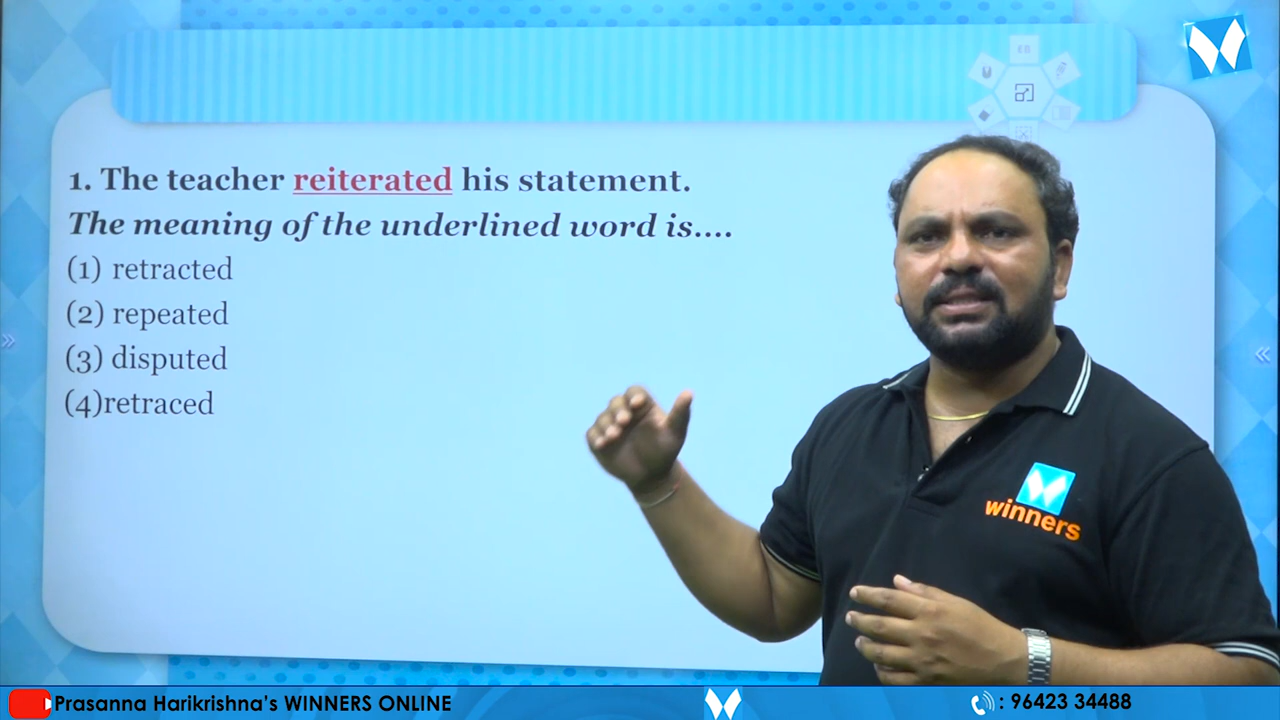 1. The teacher reiterated his statement.
The meaning of the underlined word is....
(1) retracted
(2) repeated
(3) disputed
(4)retraced
winners
Prasanna Harikrishna's WINNERS ONLINE
: 96423 34488